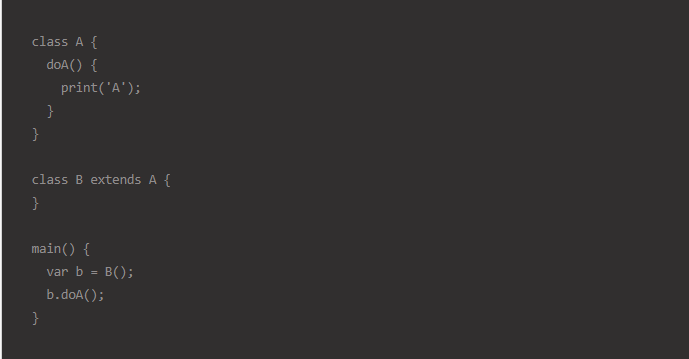 class A {
  doA() {
    print('A');
  }
}
class B extends A {
}
main() {
  var b = B();
  b.doA();
}